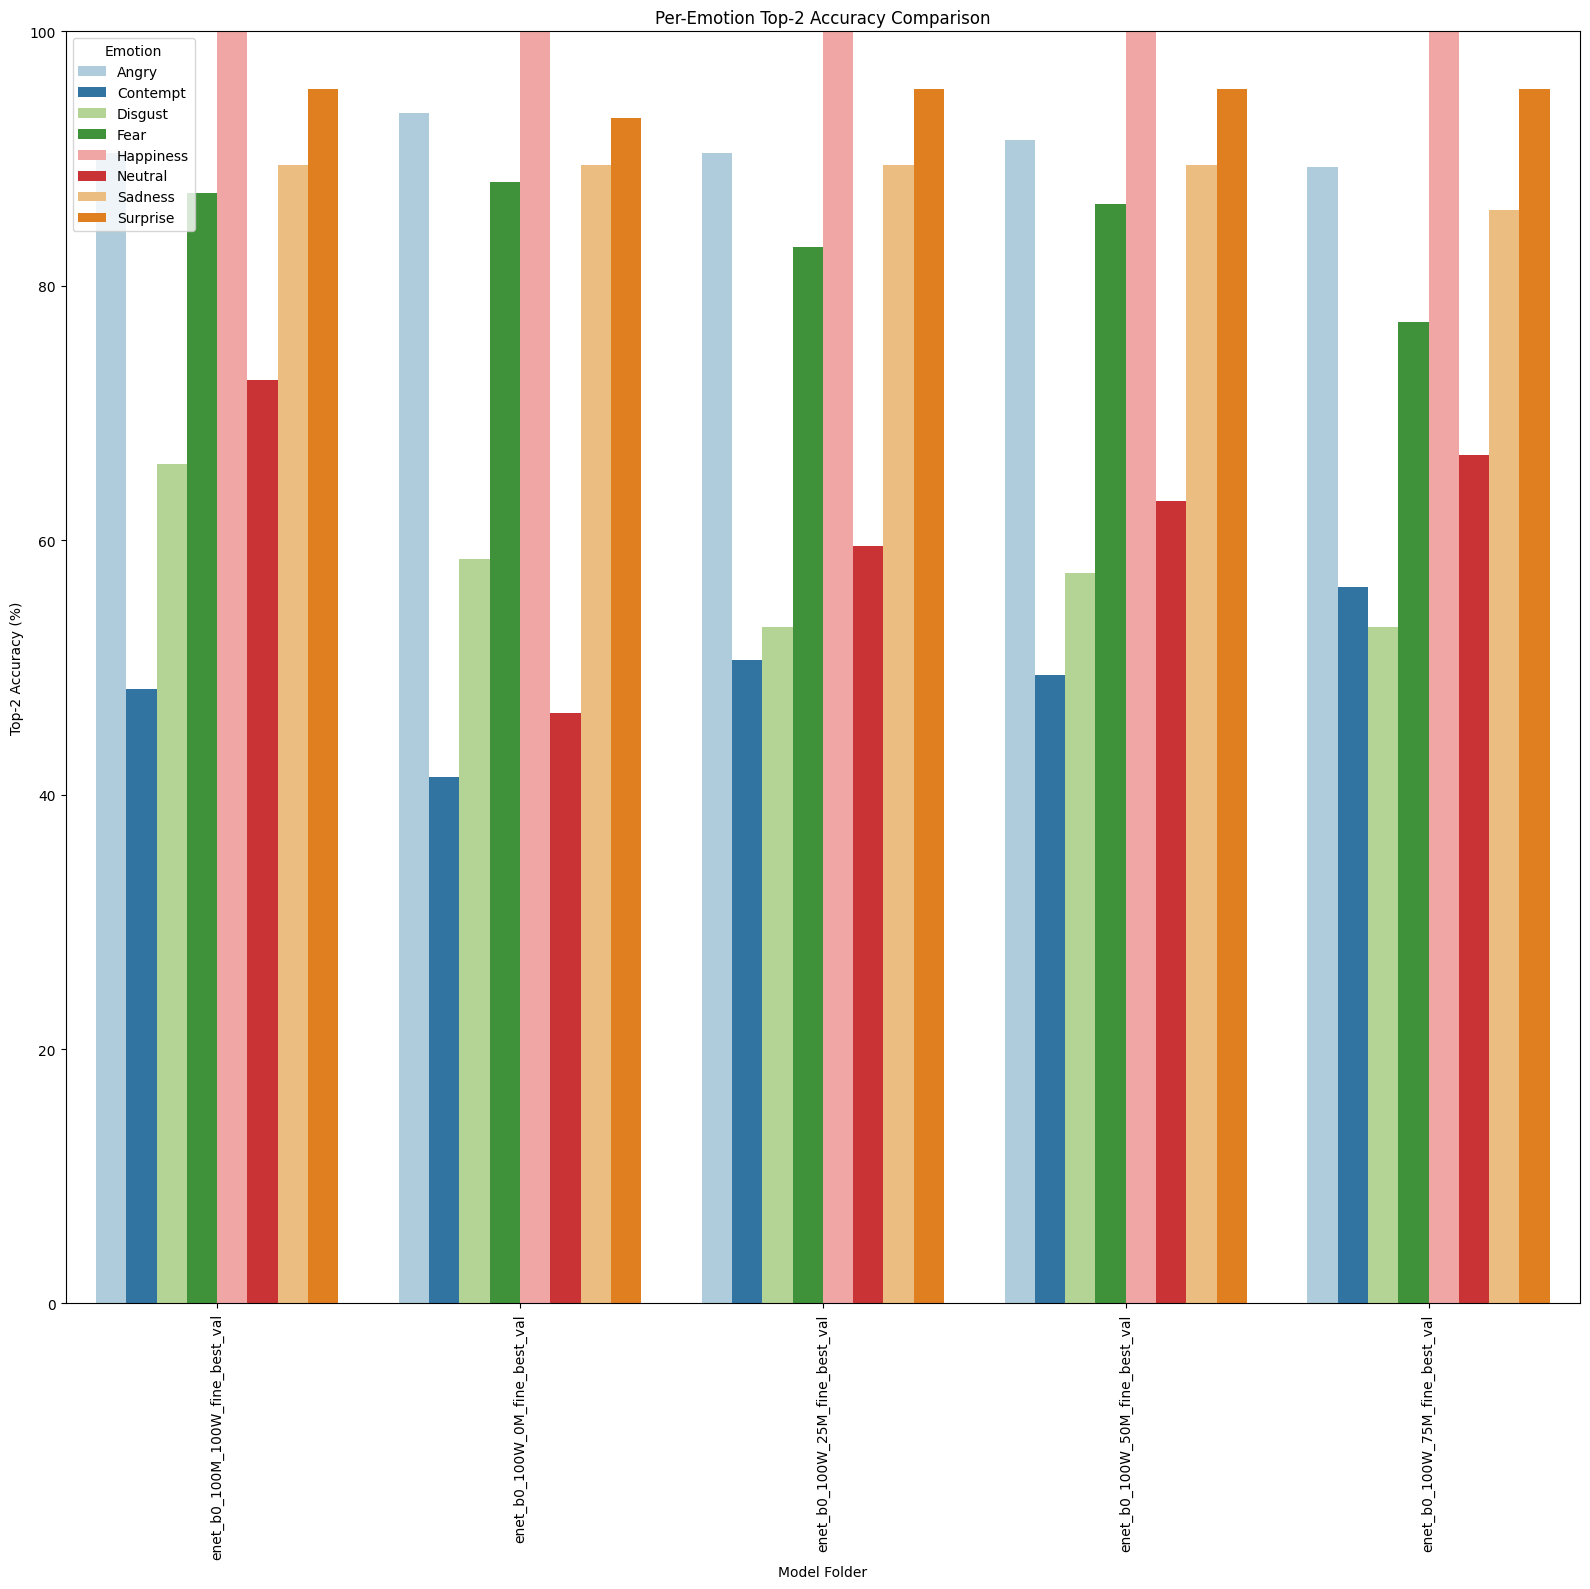 Per-Emotion Top-2 Accuracy Comparison
Emotion
Angry
Contempt
Disgust
Fear
Happiness
Neutral
Sadness
Surprise
100
80
60
40
20
0
Top-2 Accuracy (%)
enet_b0_100M_100W_fine_best_val
enet_b0_100W_0M_fine_best_val
enet_b0_100W_25M_fine_best_val
enet_b0_100W_50M_fine_best_val
enet_b0_100W_75M_fine_best_val
Model Folder